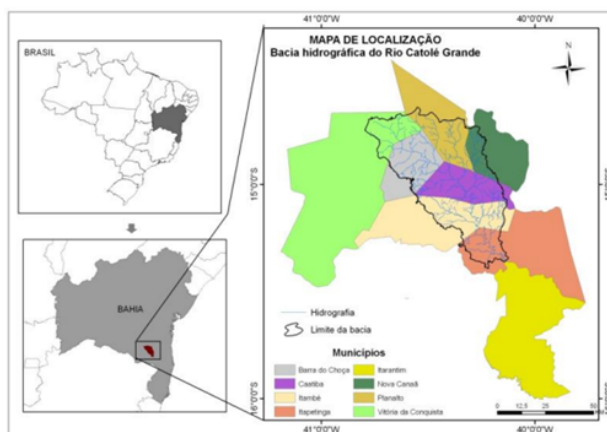 BRASIL
BAHIA
MAPA DE LOCALIZAÇÃO
Bacia hidrográfica do Rio Catolé Grande
N
41°0'0"W
40°0'0"W
15°0'0"S
16°0'0"S
Hidrografia
Limite da bacia
Municípios
Barra do Choça
Caatiba
Itambé
Itapetinga
Itarantim
Nova Canaã
Planalto
Vitória da Conquista
0 12,5 25 50
41°0'0"W
40°0'0"W